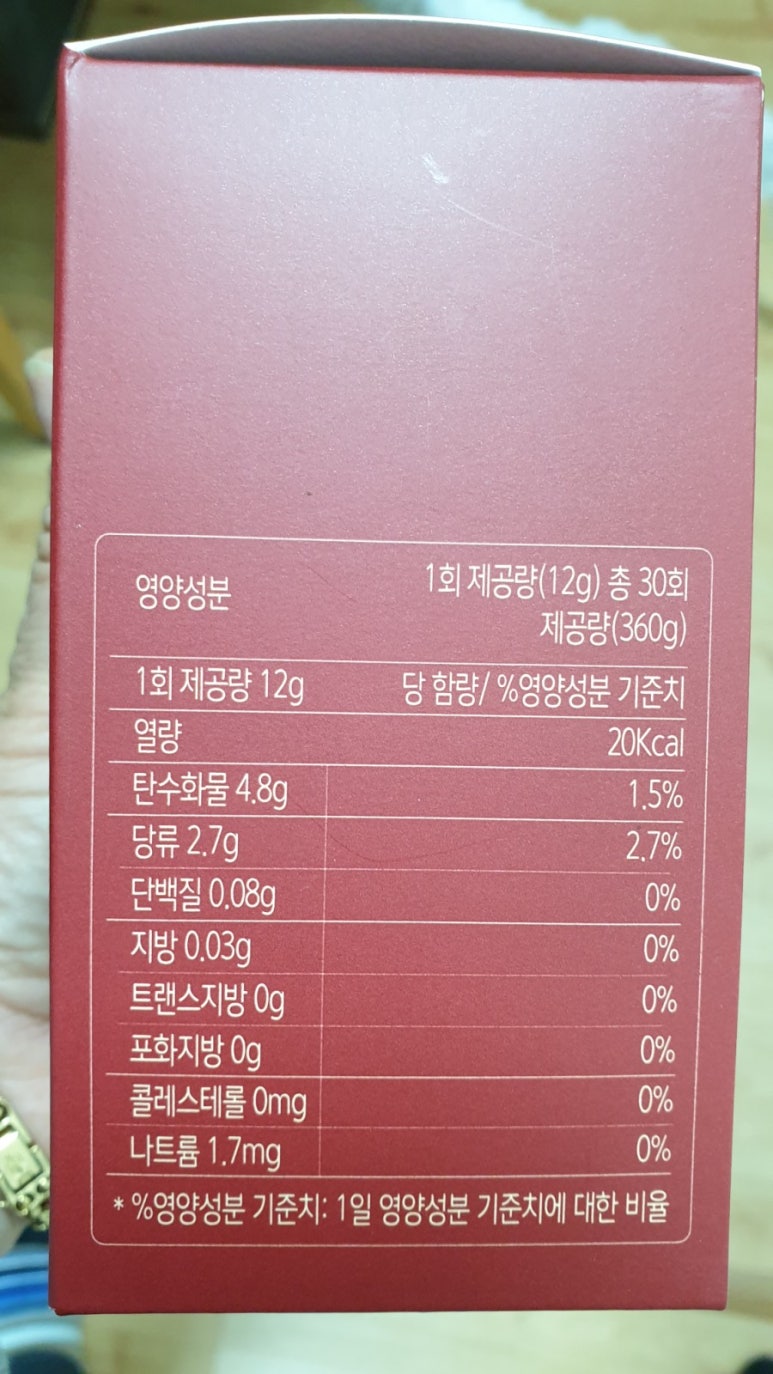 영양성분
1회 제공량(12g) 총 30회
제공량(360g)
1회 제공량 12g 당 함량/ %영양성분 기준치
열량 20Kcal
탄수화물 4.8g 1.5%
당류 2.7g 2.7%
단백질 0.08g 0%
지방 0.03g 0%
트랜스지방 0g 0%
포화지방 0g 0%
콜레스테롤 0mg 0%
나트륨 1.7mg 0%
* %영양성분 기준치: 1일 영양성분 기준치에 대한 비율